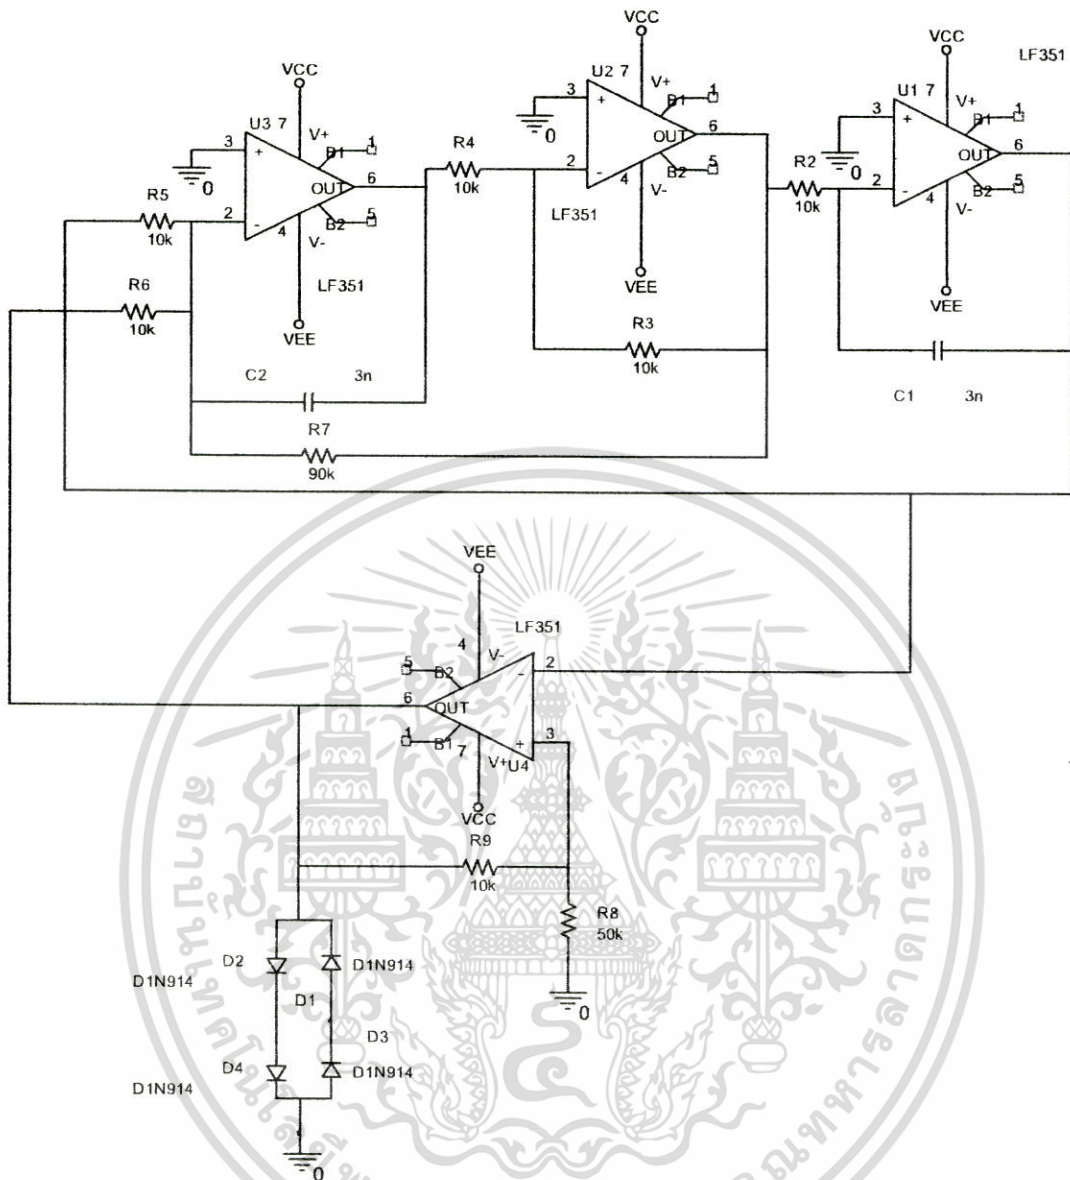 VCC
LF351
U1 7
V+
3
+
B1
1
OUT
6
0
R2
10k
2
-
4
B2
5
V-
VEE
C1
3n
VCC
U2 7
V+
3
+
B1
1
OUT
6
0
R4
10k
2
-
4
B2
5
V-
LF351
VEE
R3
10k
VCC
U3 7
V+
3
+
B1
1
OUT
6
0
R5
10k
2
-
4
B2
5
V-
LF351
VEE
R6
10k
C2
3n
R7
90k
VEE
LF351
4
V-
2
-
5
B2
6
OUT
1
B1
7
V+
U4
3
+
VCC
R9
10k
R8
50k
0
D2
D1N914
D1N914
D1
D3
D4
D1N914
D1N914
0